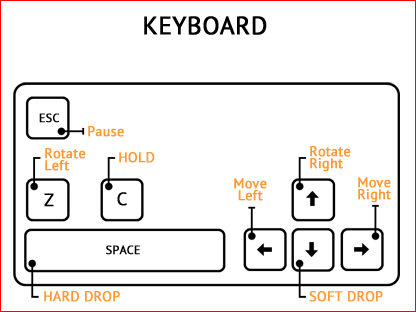 KEYBOARD
ESC
Pause
Rotate
Left
HOLD
Rotate
Right
Move
Left
Move
Right
Z
C
SPACE
HARD DROP
SOFT DROP